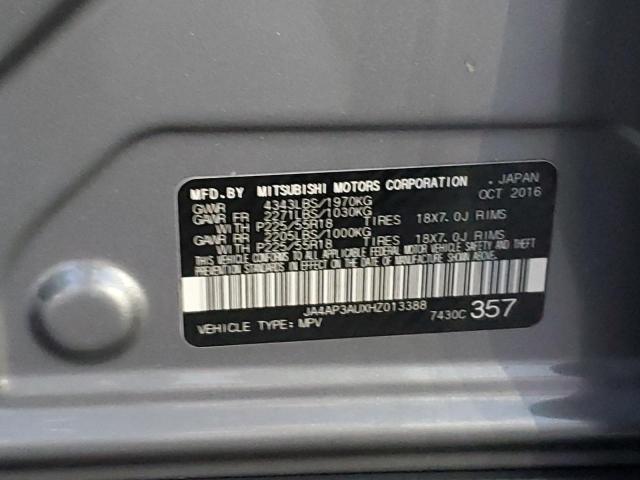 MFD.BY MITSUBISHI MOTORS CORPORATION . JAPAN
GWR 4343LBS/1970KG OCT 2016
GAWR FR 2271LBS/1030KG
WITH P225/55R18 TIRES 18X7.0J RIMS
GAWR RR 2205LBS/1000KG
WITH P225/55R18 TIRES 18X7.0J RIMS
THIS VEHICLE CONFORMS TO ALL APPLICABLE FEDERAL MOTOR VEHICLE SAFETY AND THEFT
PREVENTION STANDARDS IN EFFECT ON THE DATE OF MANUFACTURE SHOWN ABOVE.
JA4AP3AUXHZ013388
VEHICLE TYPE: MPV 7430C 357